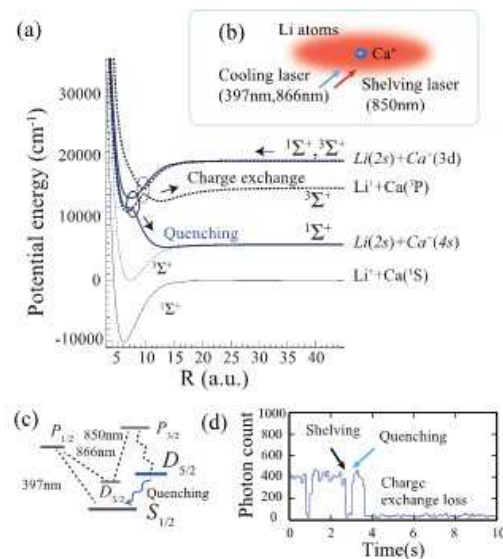 (a)
(b)
Li atoms
Ca⁺
Cooling laser
(397nm,866nm)
Shelving laser
(850nm)
Potential energy (cm⁻¹)
30000
20000
10000
0
-10000
¹Σ⁺, ³Σ⁺
Li(2s)+Ca⁺(3d)
Charge exchange
Li⁺+Ca(³P)
³Σ⁺
Quenching
¹Σ⁺
Li(2s)+Ca⁺(4s)
³Σ⁺
Li⁺+Ca(¹S)
¹Σ⁺
5 10 15 20 25 30 35 40
R (a.u.)
(c)
P1/2
850nm
866nm
P3/2
D5/2
397nm
Quenching
S1/2
(d)
Photon count
1000
800
600
400
200
0
Shelving
Quenching
Charge
exchange loss
0 2 4 6 8 10
Time(s)